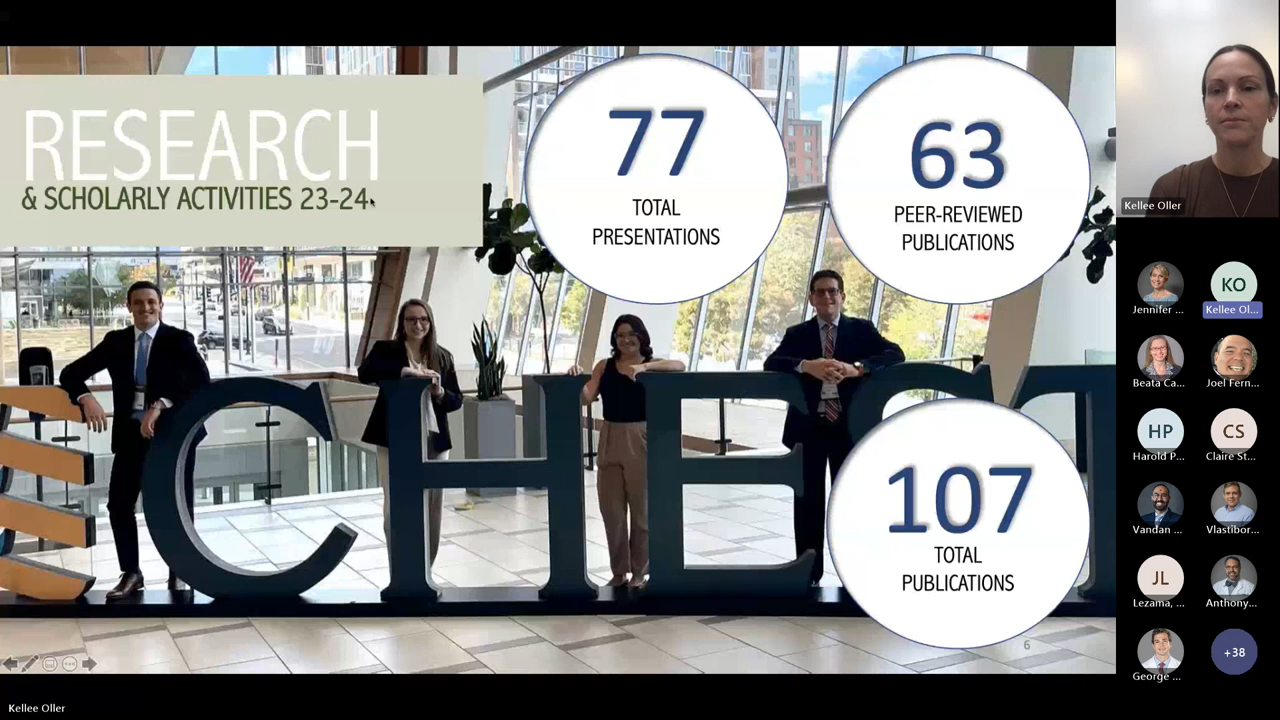 RESEARCH
& SCHOLARLY ACTIVITIES 23-24
77
TOTAL
PRESENTATIONS
63
PEER-REVIEWED
PUBLICATIONS
107
TOTAL
PUBLICATIONS
CHEST
6
Kellee Oller
Jennifer ...
KO
Kellee Ol...
Beata Ca...
Joel Fern...
HP
Harold P...
CS
Claire St...
Vandan ...
Vlastibor...
JL
Lezama, ...
Anthony...
George ...
+38
Kellee Oller